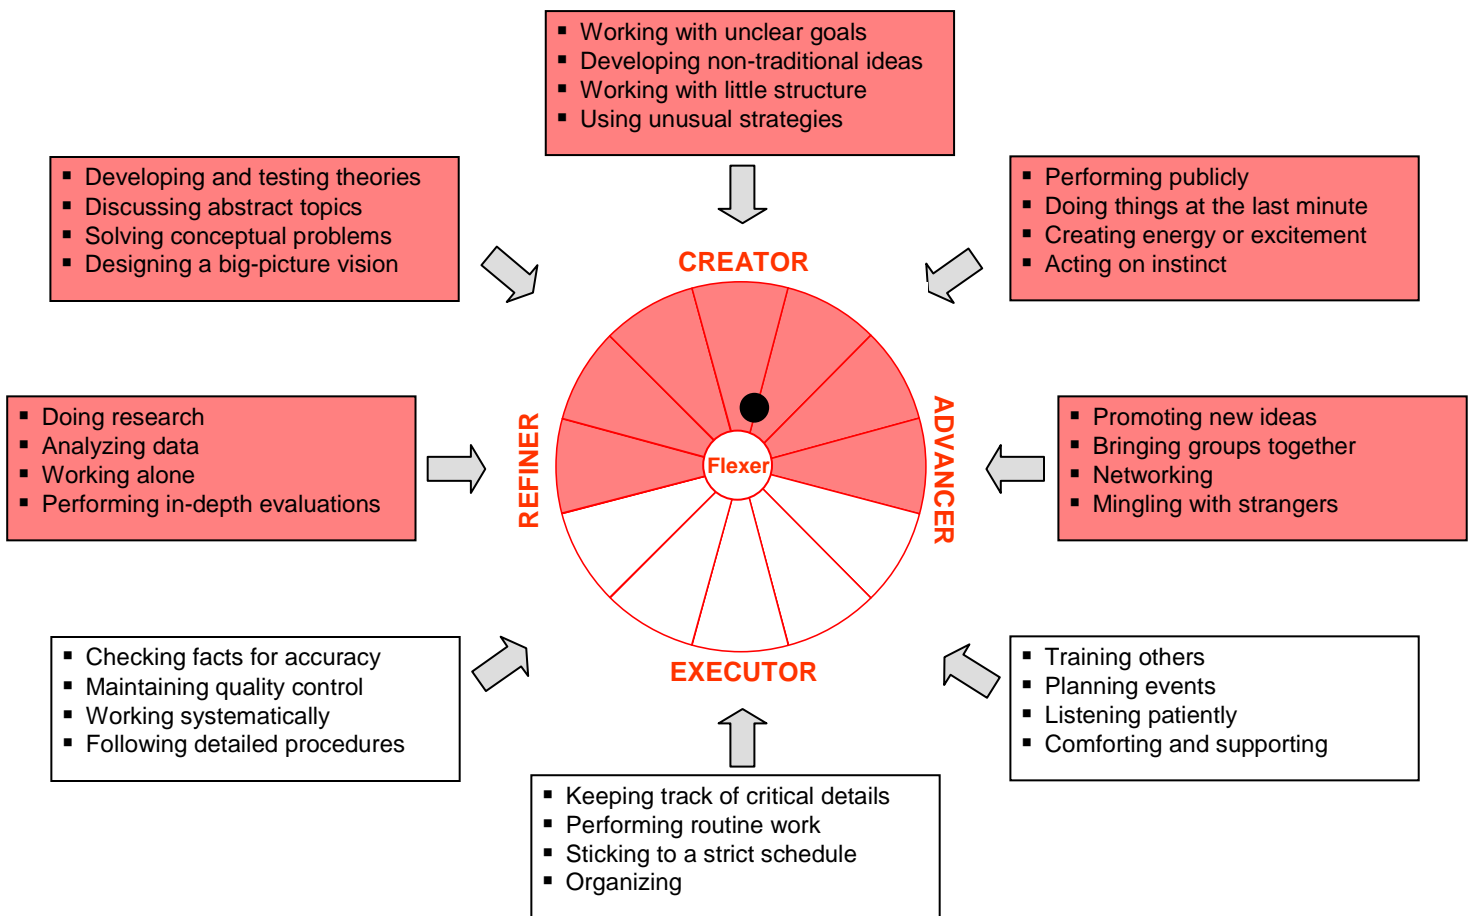 ▪ Working with unclear goals
▪ Developing non-traditional ideas
▪ Working with little structure
▪ Using unusual strategies
▪ Developing and testing theories
▪ Discussing abstract topics
▪ Solving conceptual problems
▪ Designing a big-picture vision
▪ Performing publicly
▪ Doing things at the last minute
▪ Creating energy or excitement
▪ Acting on instinct
CREATOR
▪ Doing research
▪ Analyzing data
▪ Working alone
▪ Performing in-depth evaluations
REFINER
Flexer
ADVANCER
▪ Promoting new ideas
▪ Bringing groups together
▪ Networking
▪ Mingling with strangers
▪ Checking facts for accuracy
▪ Maintaining quality control
▪ Working systematically
▪ Following detailed procedures
EXECUTOR
▪ Training others
▪ Planning events
▪ Listening patiently
▪ Comforting and supporting
▪ Keeping track of critical details
▪ Performing routine work
▪ Sticking to a strict schedule
▪ Organizing